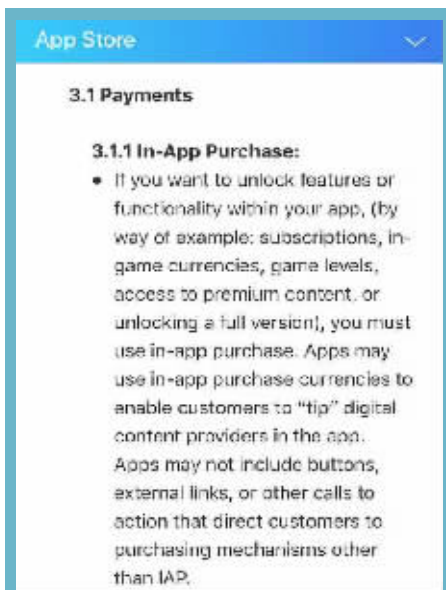 App Store
3.1 Payments
3.1.1 In-App Purchase:
• If you want to unlock features or
functionality within your app, (by
way of example: subscriptions, in-
game currencies, game levels,
access to premium content, or
unlocking a full version), you must
use in-app purchase. Apps may
use in-app purchase currencies to
enable customers to “tip” digital
content providers in the app.
Apps may not include buttons,
external links, or other calls to
action that direct customers to
purchasing mechanisms other
than IAP.